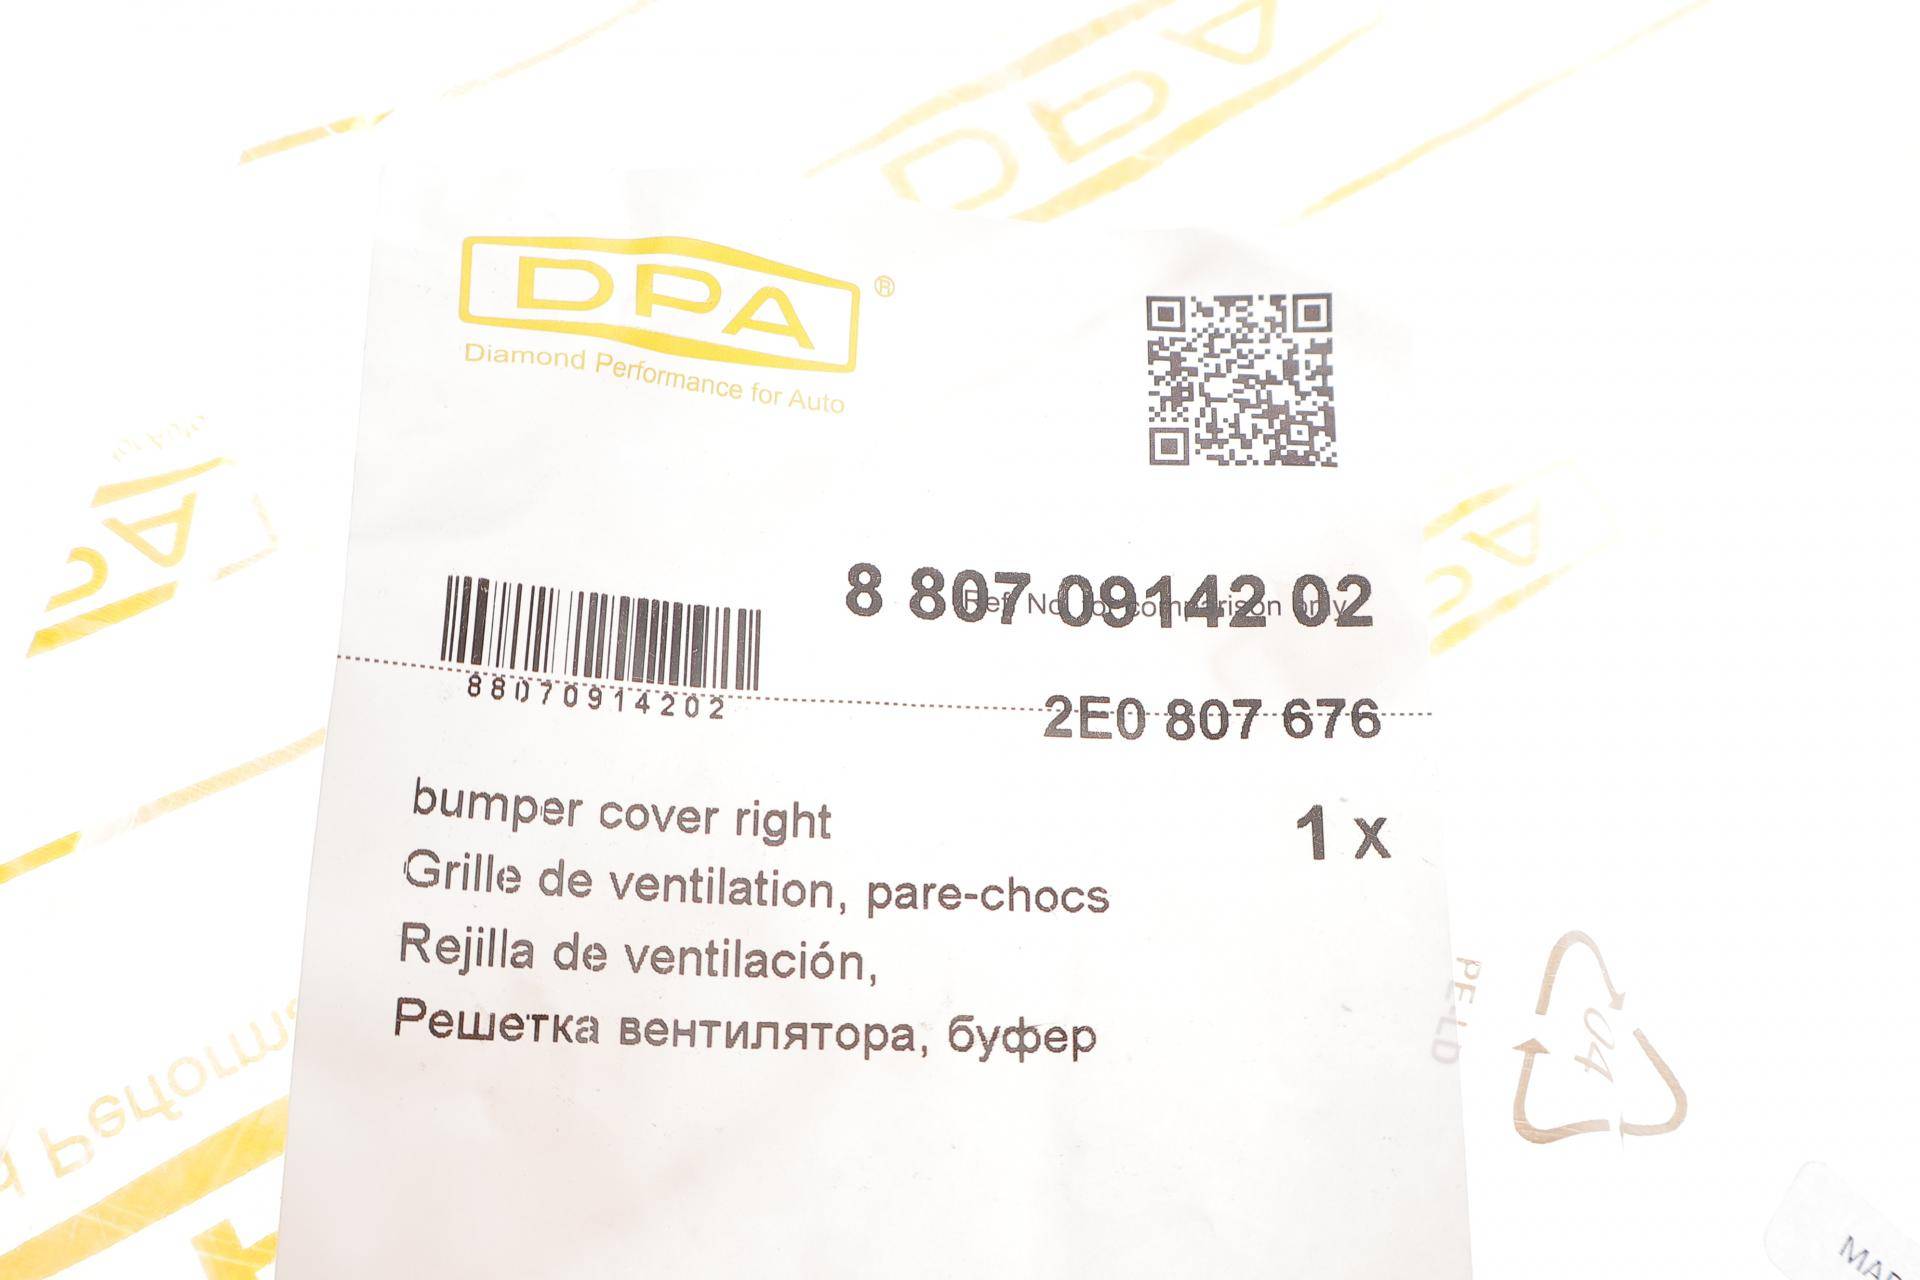 DPA
DPA ®
Diamond Performance for Auto
8 807 09142 02
Ref. No. for comparison only
88070914202
2E0 807 676
bumper cover right
1 x
Grille de ventilation, pare-chocs
Rejilla de ventilación,
Решетка вентилятора, буфер
PE-LD
04